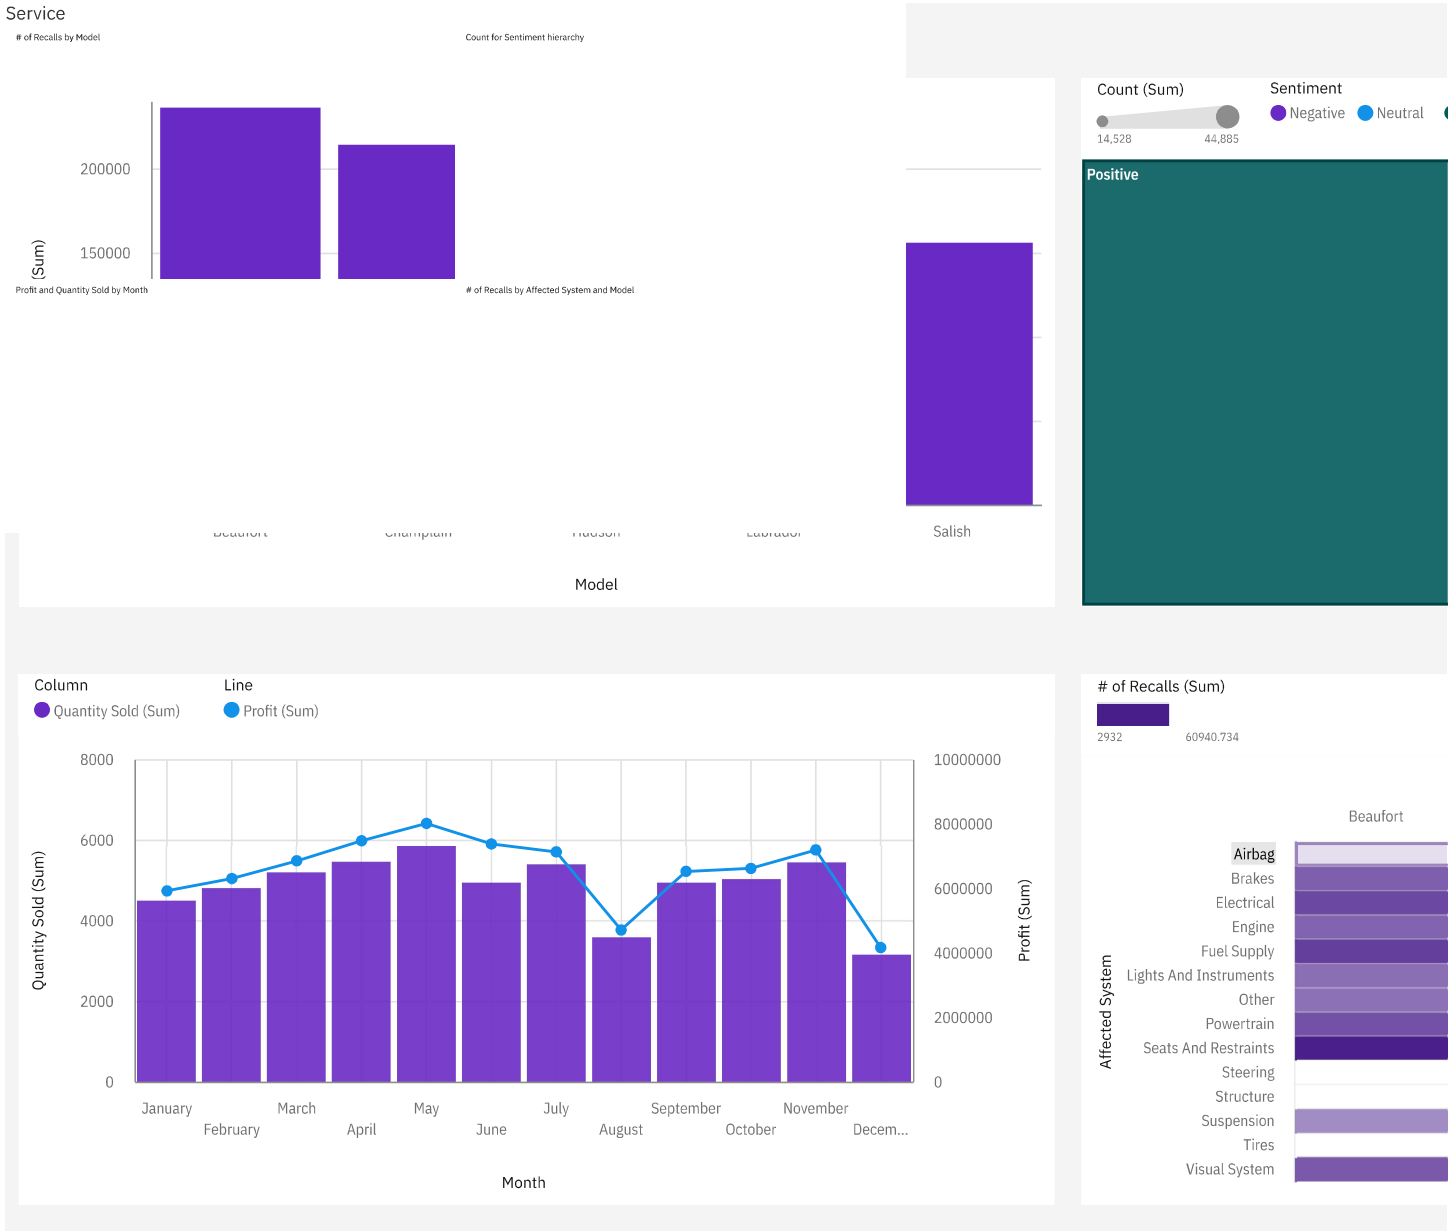 Service
# of Recalls by Model
Count for Sentiment hierarchy
200000
150000
(Sum)
Profit and Quantity Sold by Month
# of Recalls by Affected System and Model
Beaufort
Champlain
Hudson
Labrador
Salish
Model
Count (Sum)
14,528
44,885
Sentiment
Negative
Neutral
Positive
Column
Quantity Sold (Sum)
Line
Profit (Sum)
8000
6000
4000
2000
0
Quantity Sold (Sum)
10000000
8000000
6000000
4000000
2000000
0
Profit (Sum)
January
February
March
April
May
June
July
August
September
October
November
Decem...
Month
# of Recalls (Sum)
2932
60940.734
Beaufort
Affected System
Airbag
Brakes
Electrical
Engine
Fuel Supply
Lights And Instruments
Other
Powertrain
Seats And Restraints
Steering
Structure
Suspension
Tires
Visual System